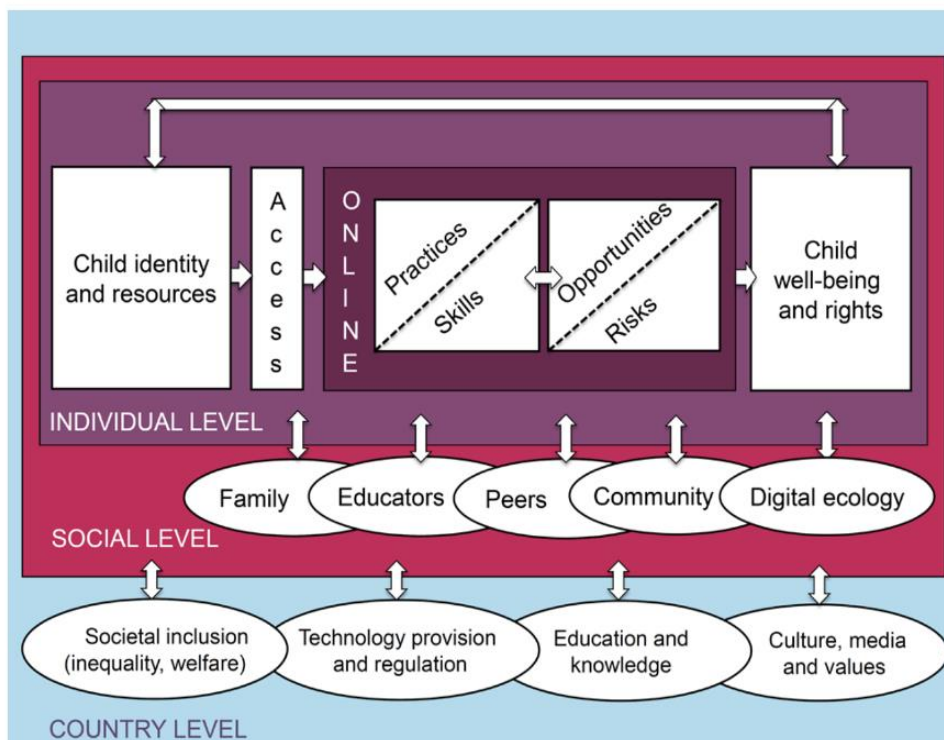 Child identity
and resources
Access
ONLINE
Practices
Skills
Opportunities
Risks
Child
well-being
and rights
INDIVIDUAL LEVEL
Family
Educators
Peers
Community
Digital ecology
SOCIAL LEVEL
Societal inclusion
(inequality, welfare)
Technology provision
and regulation
Education and
knowledge
Culture, media
and values
COUNTRY LEVEL